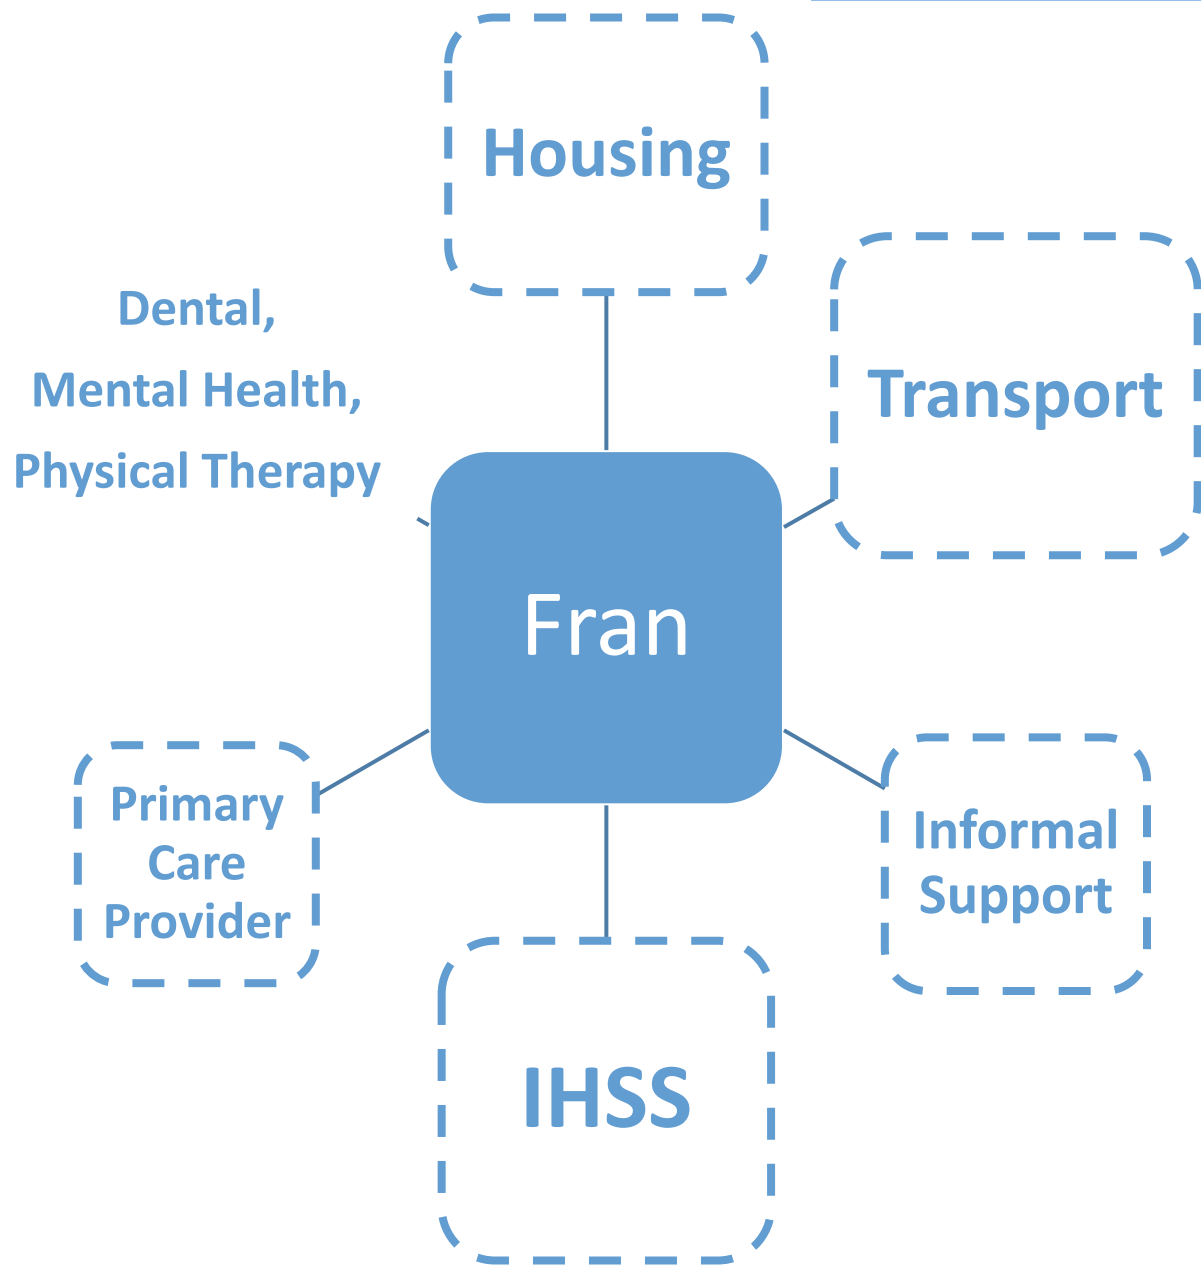 Housing
Transport
Dental,
Mental Health,
Physical Therapy
Fran
Primary
Care
Provider
Informal
Support
IHSS